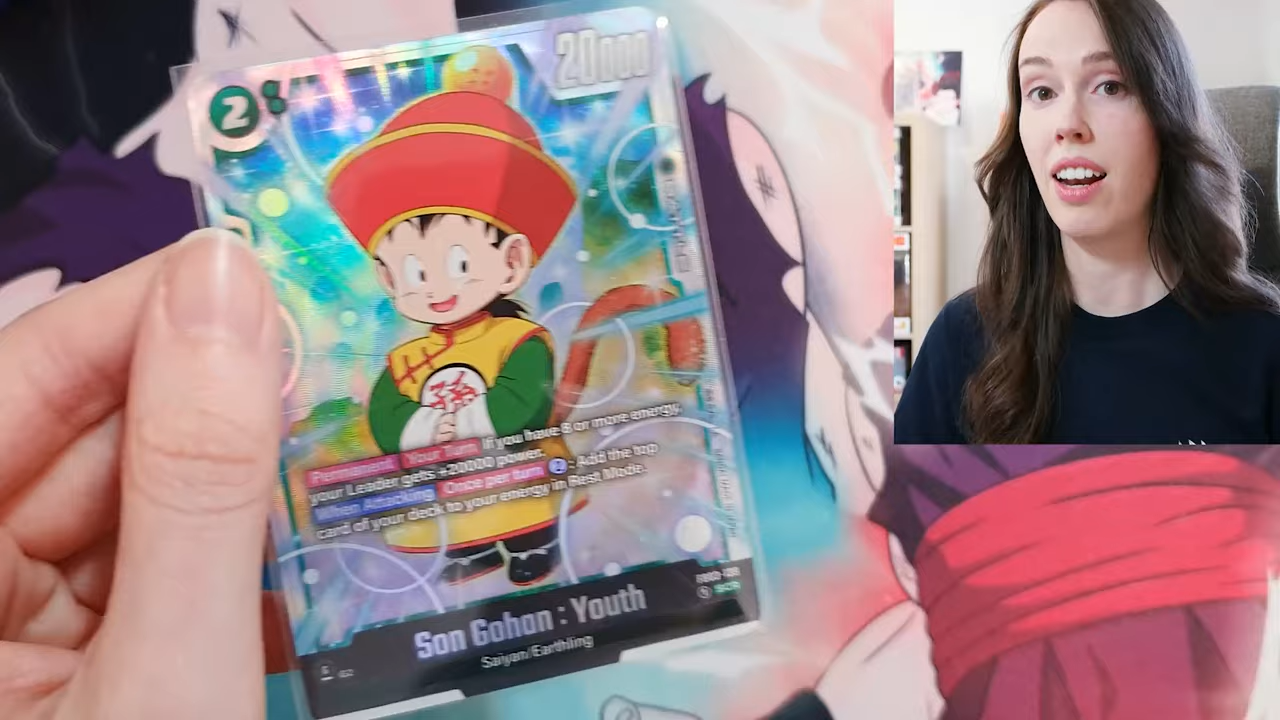 2
20000
孫
Permanent Your Turn If you have 8 or more energy,
your Leader gets +20000 power.
When Attacking Once per turn : Add the top
card of your deck to your energy in Rest Mode.
Son Gohan : Youth
Saiyan/Earthling